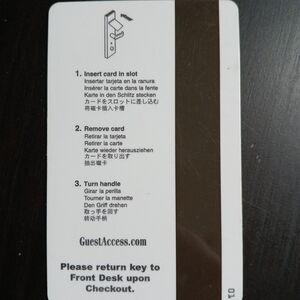 1. Insert card in slot
Insertar tarjeta en la ranura
Insérer la carte dans la fente
Karte in den Schlitz stecken
カードをスロットに差し込む
將磁卡插入卡槽
2. Remove card
Retirar la tarjeta
Retirer la carte
Karte wieder herausziehen
カードを取り出す
抽出磁卡
3. Turn handle
Girar la perilla
Tourner la manette
Den Griff drehen
取っ手を回す
轉动手柄
GuestAccess.com
Please return key to
Front Desk upon
Checkout.